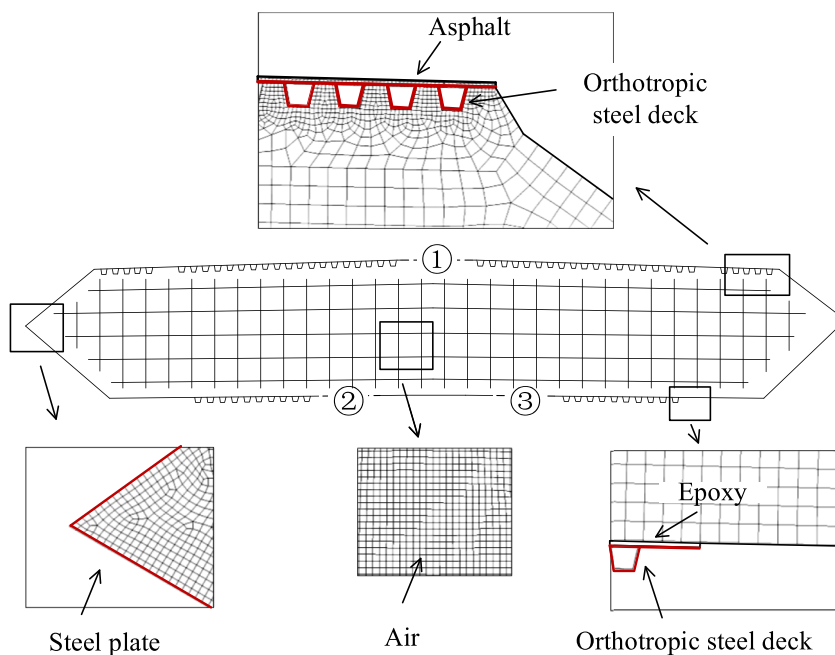 Asphalt
Orthotropic
steel deck
①
②
③
Epoxy
Steel plate
Air
Orthotropic steel deck